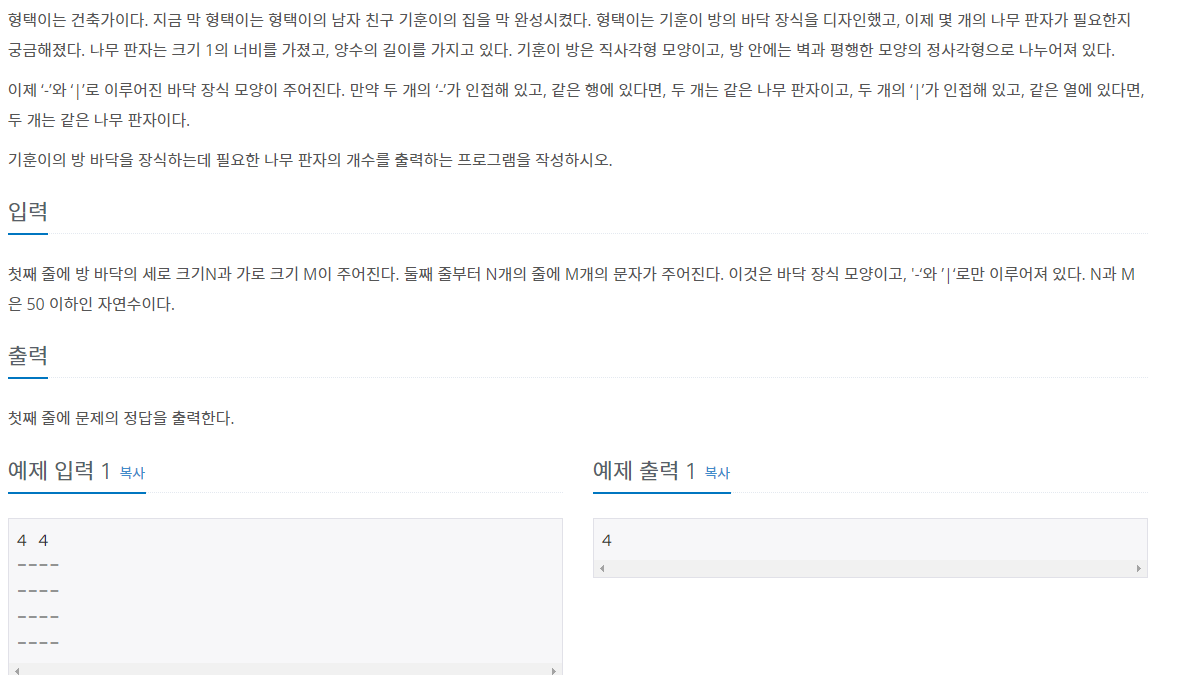 형택이는 건축가이다. 지금 막 형택이는 형택이의 남자 친구 기훈이의 집을 막 완성시켰다. 형택이는 기훈이 방의 바닥 장식을 디자인했고, 이제 몇 개의 나무 판자가 필요한지
궁금해졌다. 나무 판자는 크기 1의 너비를 가졌고, 양수의 길이를 가지고 있다. 기훈이 방은 직사각형 모양이고, 방 안에는 벽과 평행한 모양의 정사각형으로 나누어져 있다.
이제 ‘-’와 ‘|’로 이루어진 바닥 장식 모양이 주어진다. 만약 두 개의 ‘-’가 인접해 있고, 같은 행에 있다면, 두 개는 같은 나무 판자이고, 두 개의 ‘|’가 인접해 있고, 같은 열에 있다면,
두 개는 같은 나무 판자이다.
기훈이의 방 바닥을 장식하는데 필요한 나무 판자의 개수를 출력하는 프로그램을 작성하시오.
입력
첫째 줄에 방 바닥의 세로 크기N과 가로 크기 M이 주어진다. 둘째 줄부터 N개의 줄에 M개의 문자가 주어진다. 이것은 바닥 장식 모양이고, '-‘와 ’|‘로만 이루어져 있다. N과 M
은 50 이하인 자연수이다.
출력
첫째 줄에 문제의 정답을 출력한다.
예제 입력 1 복사
4 4
----
----
----
----
예제 출력 1 복사
4